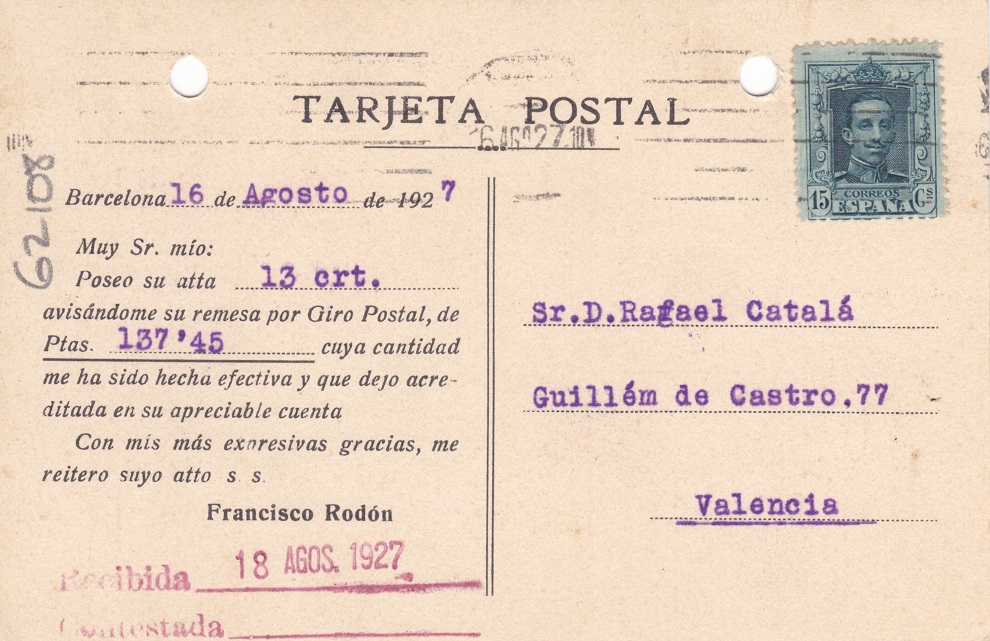 TARJETA POSTAL
6 AGO 27. 10
CORREOS
15 ESPAÑA Cs
62108
Barcelona 16 de Agosto de 1927
Muy Sr. mío:
Poseo su atta 13 crt.
avisándome su remesa por Giro Postal, de
Ptas. 137'45 cuya cantidad
me ha sido hecha efectiva y que dejo acre-
ditada en su apreciable cuenta
Con mis más expresivas gracias, me
reitero suyo atto s. s.
Francisco Rodón
Recibida 18 AGOS. 1927
Contestada
Sr.D.Rafael Catalá
Guillém de Castro.77
Valencia